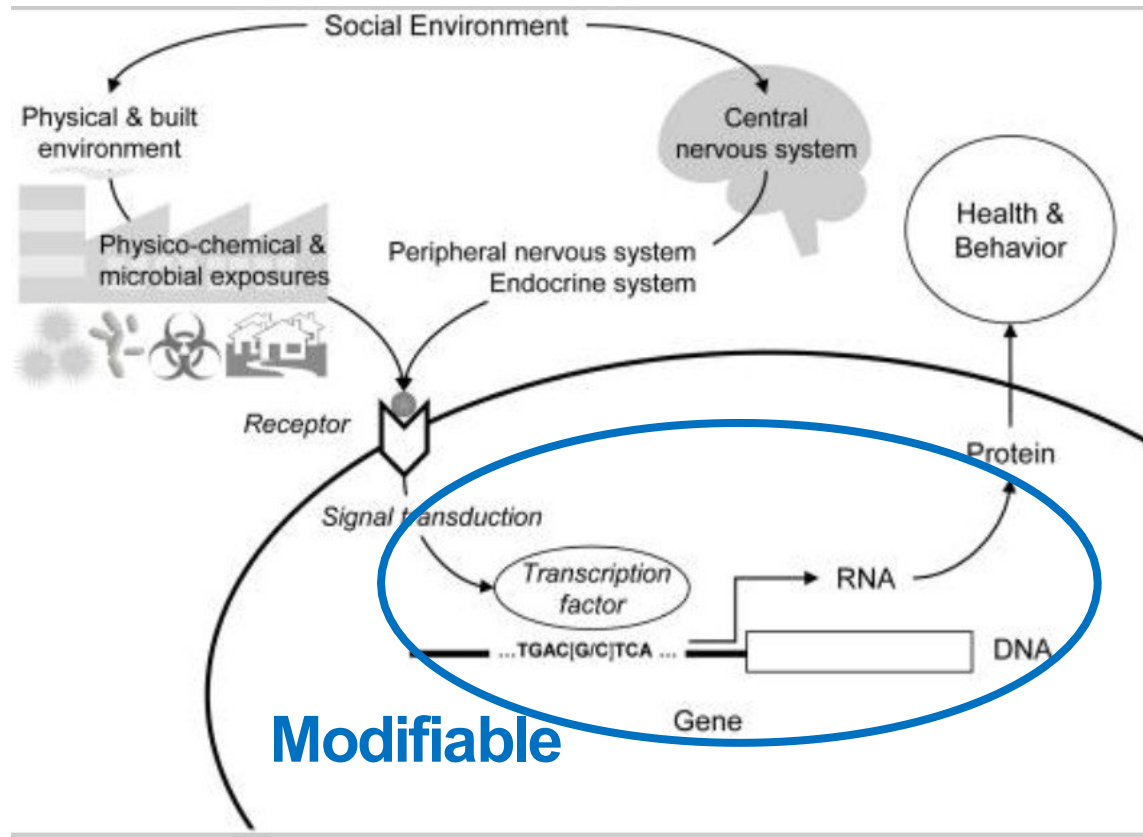 Social Environment
Physical & built
environment
Central
nervous system
Health &
Behavior
Physico-chemical &
microbial exposures
Peripheral nervous system
Endocrine system
Receptor
Protein
Signal transduction
Transcription
factor
RNA
...TGAC[G/C]TCA ...
DNA
Gene
Modifiable